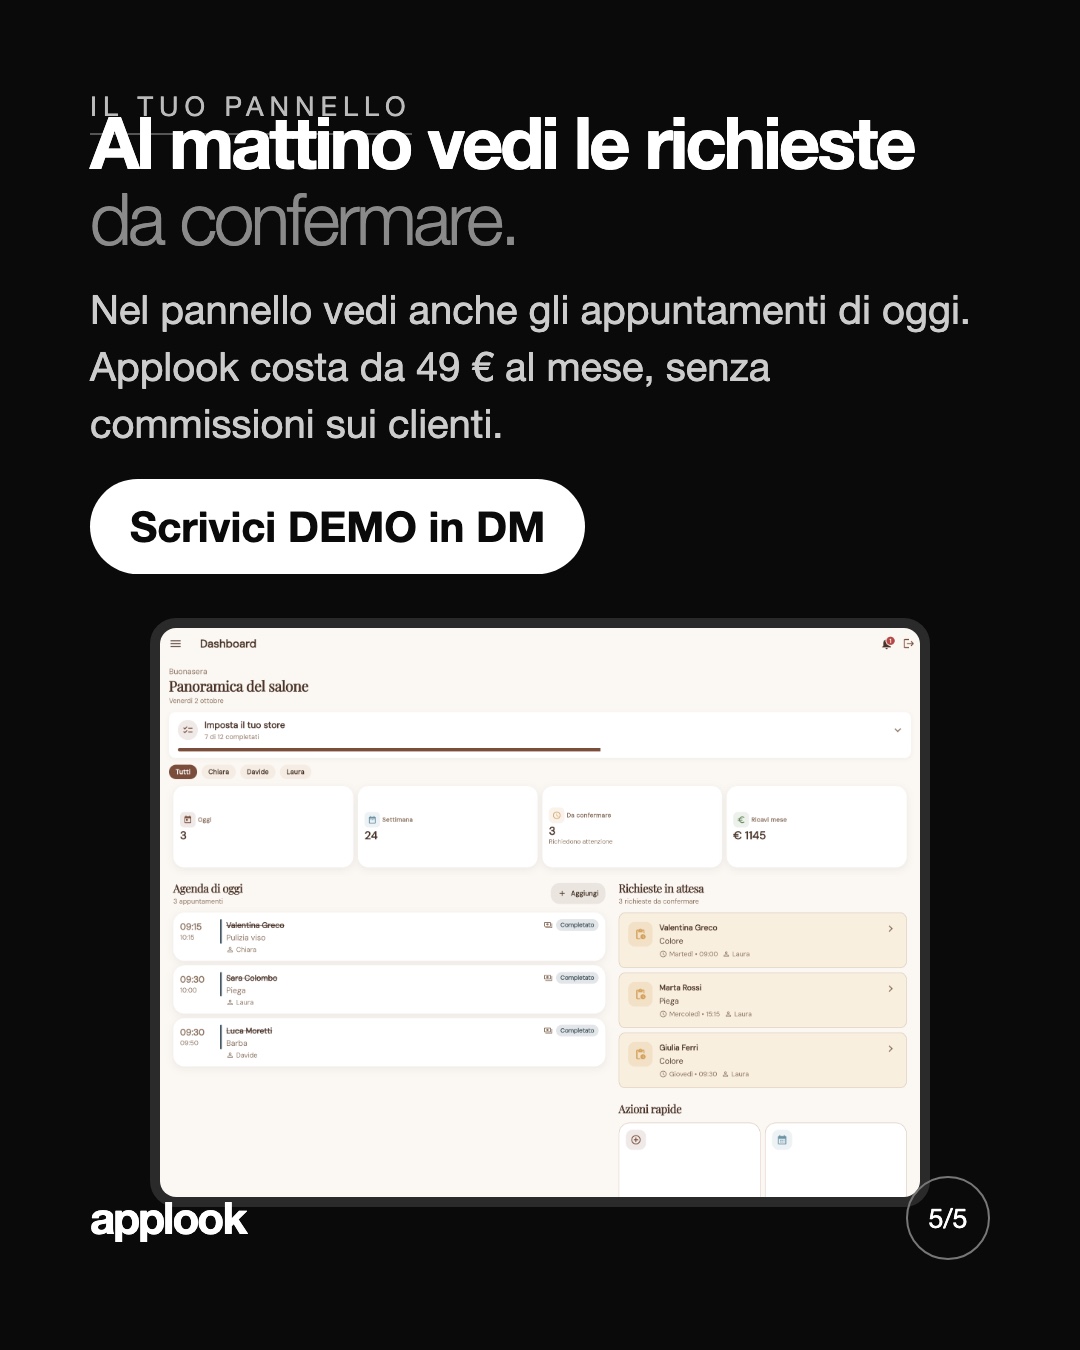 IL TUO PANNELLO
Al mattino vedi le richieste
da confermare.
Nel pannello vedi anche gli appuntamenti di oggi.
Applook costa da 49 € al mese, senza
commissioni sui clienti.
Scrivici DEMO in DM
Dashboard
1
Buonasera
Panoramica del salone
Venerdì 2 ottobre
Imposta il tuo store
7 di 12 completati
Tutti
Chiara
Davide
Laura
Oggi
3
Settimana
24
Da confermare
3
Richiedono attenzione
Ricavi mese
€ 1145
Agenda di oggi
3 appuntamenti
+ Aggiungi
09:15
10:15
Valentina Greco
Pulizia viso
Chiara
Completato
09:30
10:00
Sara Colombo
Piega
Laura
Completato
09:30
09:50
Luca Moretti
Barba
Davide
Completato
Richieste in attesa
3 richieste da confermare
Valentina Greco
Colore
Martedì • 09:00 Laura
Marta Rossi
Piega
Mercoledì • 15:15 Laura
Giulia Ferri
Colore
Giovedì • 09:30 Laura
Azioni rapide
applook
5/5